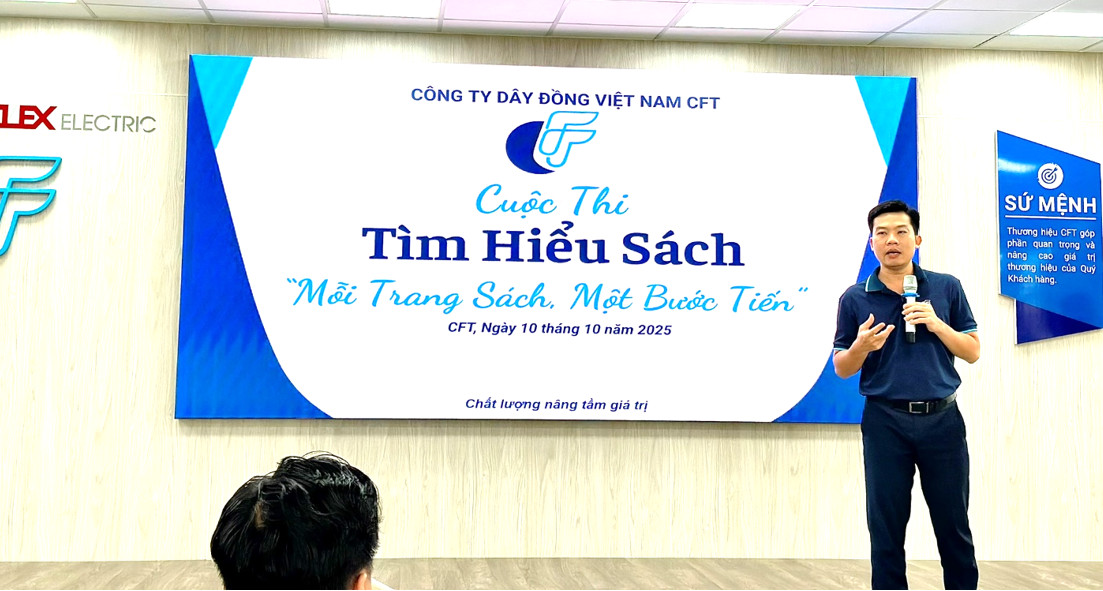 LEX ELECTRIC
CÔNG TY DÂY ĐỒNG VIỆT NAM CFT
Cuộc Thi
Tìm Hiểu Sách
“Mỗi Trang Sách, Một Bước Tiến”
CFT, Ngày 10 tháng 10 năm 2025
Chất lượng nâng tầm giá trị
SỨ MỆNH
Thương hiệu CFT góp
phần quan trọng và
nâng cao giá trị
thương hiệu của Quý
Khách hàng.